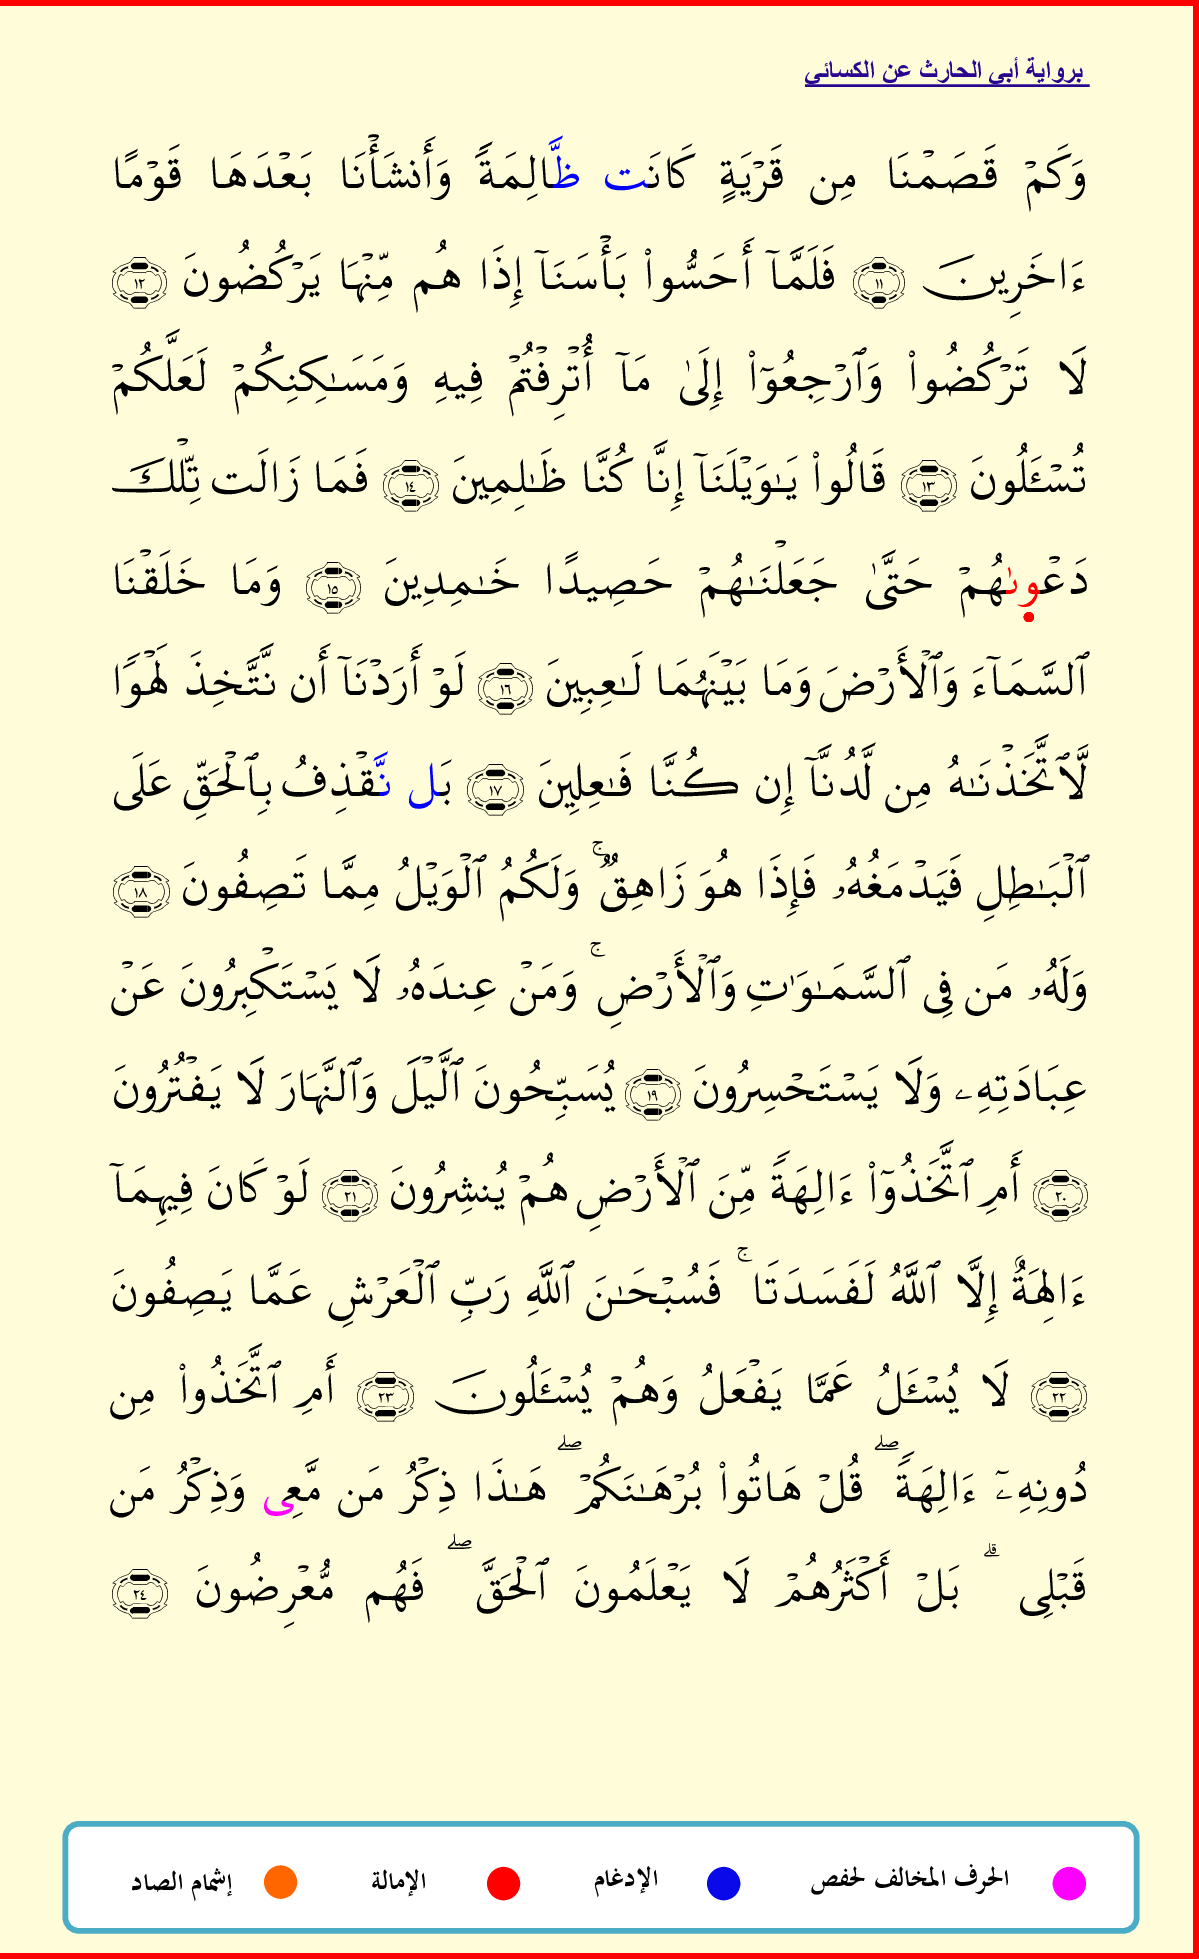 برواية أبي الحارث عن الكسائي
وَكَمۡ قَصَمۡنَا مِن قَرۡيَةٖ كَانَت ظَّالِمَةٗ وَأَنشَأۡنَا بَعۡدَهَا قَوۡمًا
ءَاخَرِينَ ١١ فَلَمَّآ أَحَسُّواْ بَأۡسَنَآ إِذَا هُم مِّنۡهَا يَرۡكُضُونَ ١٢
لَا تَرۡكُضُواْ وَٱرۡجِعُوٓاْ إِلَىٰ مَآ أُتۡرِفۡتُمۡ فِيهِ وَمَسَٰكِنِكُمۡ لَعَلَّكُمۡ
تُسۡـَٔلُونَ ١٣ قَالُواْ يَٰوَيۡلَنَآ إِنَّا كُنَّا ظَٰلِمِينَ ١٤ فَمَا زَالَت تِّلۡكَ
دَعۡوىٰهُمۡ حَتَّىٰ جَعَلۡنَٰهُمۡ حَصِيدًا خَٰمِدِينَ ١٥ وَمَا خَلَقۡنَا
ٱلسَّمَآءَ وَٱلۡأَرۡضَ وَمَا بَيۡنَهُمَا لَٰعِبِينَ ١٦ لَوۡ أَرَدۡنَآ أَن نَّتَّخِذَ لَهۡوٗا
لَّٱتَّخَذۡنَٰهُ مِن لَّدُنَّآ إِن كُنَّا فَٰعِلِينَ ١٧ بَل نَّقۡذِفُ بِٱلۡحَقِّ عَلَى
ٱلۡبَٰطِلِ فَيَدۡمَغُهُۥ فَإِذَا هُوَ زَاهِقٞۚ وَلَكُمُ ٱلۡوَيۡلُ مِمَّا تَصِفُونَ ١٨
وَلَهُۥ مَن فِي ٱلسَّمَٰوَٰتِ وَٱلۡأَرۡضِۚ وَمَنۡ عِندَهُۥ لَا يَسۡتَكۡبِرُونَ عَنۡ
عِبَادَتِهِۦ وَلَا يَسۡتَحۡسِرُونَ ١٩ يُسَبِّحُونَ ٱلَّيۡلَ وَٱلنَّهَارَ لَا يَفۡتُرُونَ
٢٠ أَمِ ٱتَّخَذُوٓاْ ءَالِهَةٗ مِّنَ ٱلۡأَرۡضِ هُمۡ يُنشِرُونَ ٢١ لَوۡ كَانَ فِيهِمَآ
ءَالِهَةٌ إِلَّا ٱللَّهُ لَفَسَدَتَاۚ فَسُبۡحَٰنَ ٱللَّهِ رَبِّ ٱلۡعَرۡشِ عَمَّا يَصِفُونَ
٢٢ لَا يُسۡـَٔلُ عَمَّا يَفۡعَلُ وَهُمۡ يُسۡـَٔلُونَ ٢٣ أَمِ ٱتَّخَذُواْ مِن
دُونِهِۦٓ ءَالِهَةٗۖ قُلۡ هَاتُواْ بُرۡهَٰنَكُمۡۖ هَٰذَا ذِكۡرُ مَن مَّعِي وَذِكۡرُ مَن
قَبۡلِيۗ بَلۡ أَكۡثَرُهُمۡ لَا يَعۡلَمُونَ ٱلۡحَقَّۖ فَهُم مُّعۡرِضُونَ ٢٤
الحرف المخالف لحفص الإدغام الإمالة إشمام الصاد